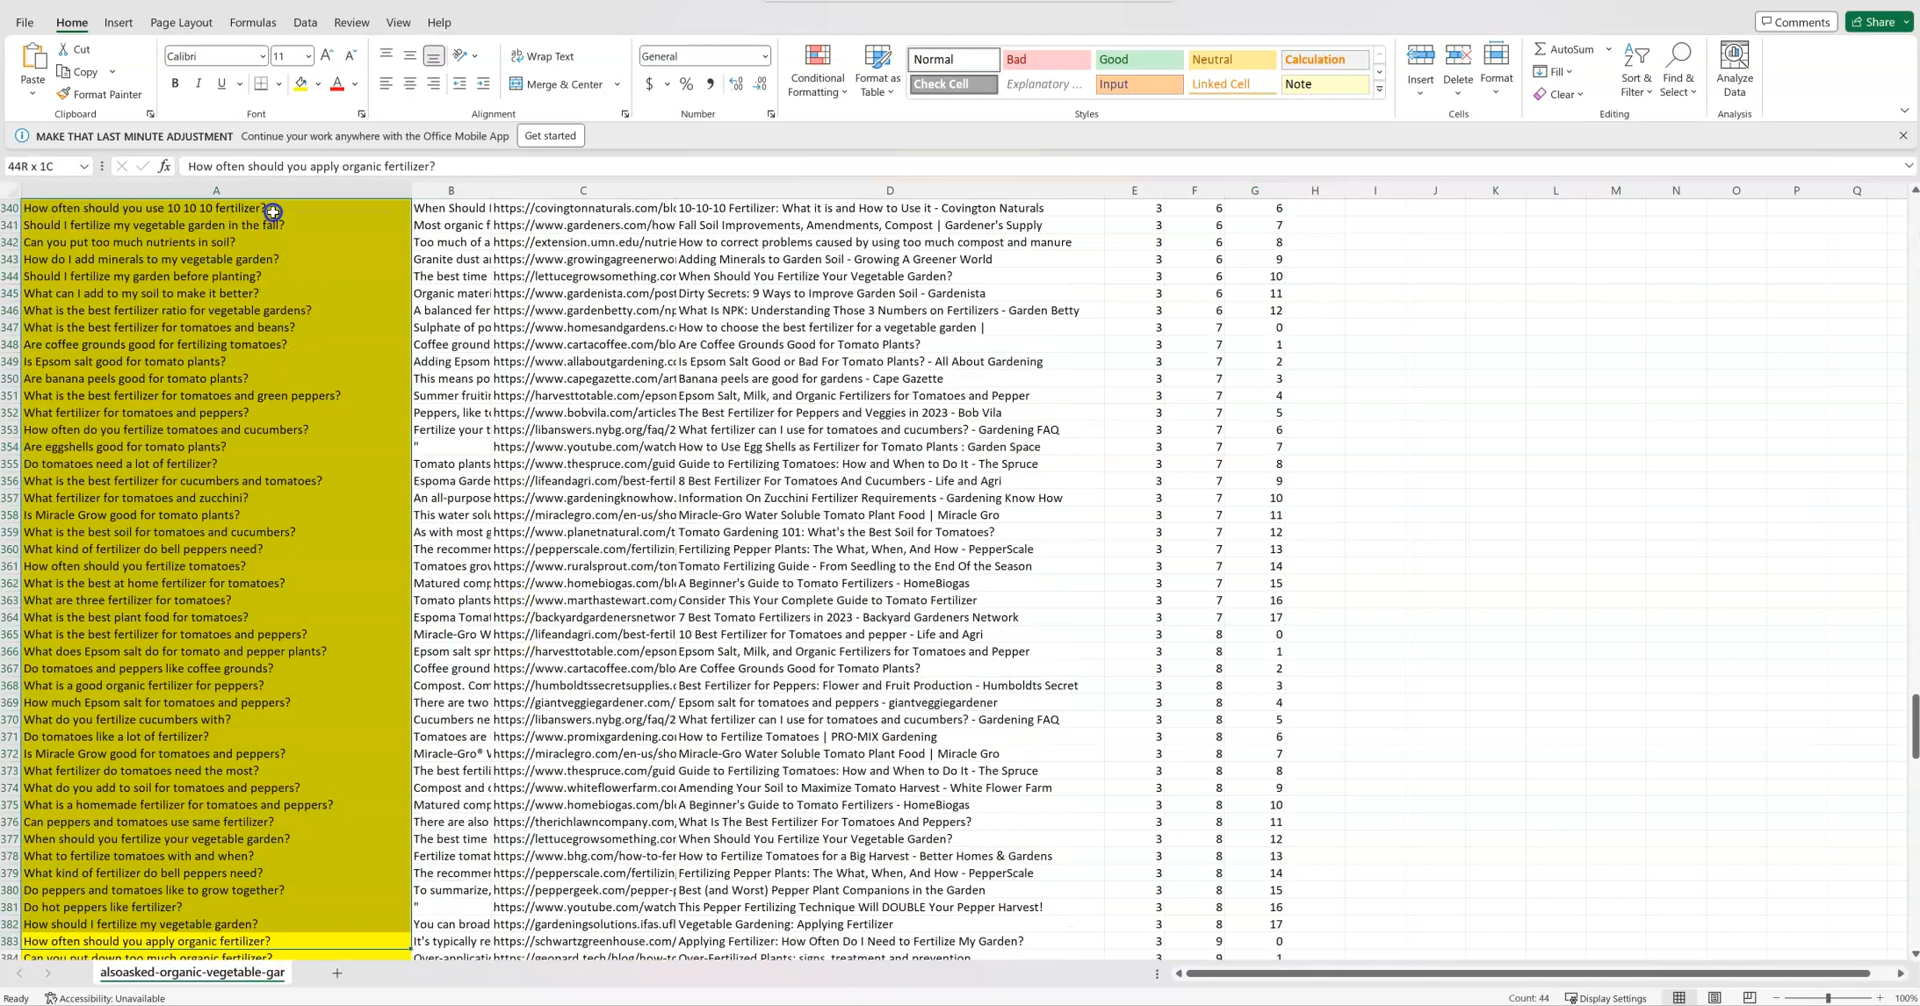 File Home Insert Page Layout Formulas Data Review View Help Comments Share
Cut Calibri 11 Wrap Text General Normal Bad Good Neutral Calculation AutoSum
Paste Copy Conditional Formatting Format as Table Insert Delete Format Fill Sort & Filter Find & Select Analyze Data
Format Painter B I U Merge & Center $ % Check Cell Explanatory ... Input Linked Cell Note Clear
Clipboard Font Alignment Number Styles Cells Editing Analysis
MAKE THAT LAST MINUTE ADJUSTMENT Continue your work anywhere with the Office Mobile App Get started
44R x 1C fx How often should you apply organic fertilizer?
A B C D E F G H I J K L M N O P Q
340 How often should you use 10 10 10 fertilizer? When Should I https://covingtonnaturals.com/blo 10-10-10 Fertilizer: What it is and How to Use it - Covington Naturals 3 6 6
341 Should I fertilize my vegetable garden in the fall? Most organic f https://www.gardeners.com/how Fall Soil Improvements, Amendments, Compost | Gardener's Supply 3 6 7
342 Can you put too much nutrients in soil? Too much of a https://extension.umn.edu/nutrie How to correct problems caused by using too much compost and manure 3 6 8
343 How do I add minerals to my vegetable garden? Granite dust a https://www.growingagreenerwo Adding Minerals to Garden Soil - Growing A Greener World 3 6 9
344 Should I fertilize my garden before planting? The best time https://lettucegrowsomething.co When Should You Fertilize Your Vegetable Garden? 3 6 10
345 What can I add to my soil to make it better? Organic materi https://www.gardenista.com/post Dirty Secrets: 9 Ways to Improve Garden Soil - Gardenista 3 6 11
346 What is the best fertilizer ratio for vegetable gardens? A balanced fer https://www.gardenbetty.com/np What Is NPK: Understanding Those 3 Numbers on Fertilizers - Garden Betty 3 6 12
347 What is the best fertilizer for tomatoes and beans? Sulphate of po https://www.homesandgardens.c How to choose the best fertilizer for a vegetable garden | 3 7 0
348 Are coffee grounds good for fertilizing tomatoes? Coffee ground https://www.cartacoffee.com/blo Are Coffee Grounds Good for Tomato Plants? 3 7 1
349 Is Epsom salt good for tomato plants? Adding Epsom https://www.allaboutgardening.co Is Epsom Salt Good or Bad For Tomato Plants? - All About Gardening 3 7 2
350 Are banana peels good for tomato plants? This means po https://www.capegazette.com/art Banana peels are good for gardens - Cape Gazette 3 7 3
351 What is the best fertilizer for tomatoes and green peppers? Summer fruitin https://harvesttotable.com/epson Epsom Salt, Milk, and Organic Fertilizers for Tomatoes and Pepper 3 7 4
352 What fertilizer for tomatoes and peppers? Peppers, like t https://www.bobvila.com/articles The Best Fertilizer for Peppers and Veggies in 2023 - Bob Vila 3 7 5
353 How often do you fertilize tomatoes and cucumbers? Fertilize your t https://libanswers.nybg.org/faq/2 What fertilizer can I use for tomatoes and cucumbers? - Gardening FAQ 3 7 6
354 Are eggshells good for tomato plants? " https://www.youtube.com/watch How to Use Egg Shells as Fertilizer for Tomato Plants : Garden Space 3 7 7
355 Do tomatoes need a lot of fertilizer? Tomato plants https://www.thespruce.com/guid Guide to Fertilizing Tomatoes: How and When to Do It - The Spruce 3 7 8
356 What is the best fertilizer for cucumbers and tomatoes? Espoma Garde https://lifeandagri.com/best-fertil 8 Best Fertilizer For Tomatoes And Cucumbers - Life and Agri 3 7 9
357 What fertilizer for tomatoes and zucchini? An all-purpose https://www.gardeningknowhow. Information On Zucchini Fertilizer Requirements - Gardening Know How 3 7 10
358 Is Miracle Grow good for tomato plants? This water solu https://miraclegro.com/en-us/sho Miracle-Gro Water Soluble Tomato Plant Food | Miracle Gro 3 7 11
359 What is the best soil for tomatoes and cucumbers? As with most g https://www.planetnatural.com/t Tomato Gardening 101: What's the Best Soil for Tomatoes? 3 7 12
360 What kind of fertilizer do bell peppers need? The recomme https://pepperscale.com/fertilizin Fertilizing Pepper Plants: The What, When, And How - PepperScale 3 7 13
361 How often should you fertilize tomatoes? Tomatoes grov https://www.ruralsprout.com/ton Tomato Fertilizing Guide - From Seedling to the End Of the Season 3 7 14
362 What is the best at home fertilizer for tomatoes? Matured comp https://www.homebiogas.com/blo A Beginner's Guide to Tomato Fertilizers - HomeBiogas 3 7 15
363 What are three fertilizer for tomatoes? Tomato plants https://www.marthastewart.com/ Consider This Your Complete Guide to Tomato Fertilizer 3 7 16
364 What is the best plant food for tomatoes? Espoma Tomat https://backyardgardenersnetwor 7 Best Tomato Fertilizers in 2023 - Backyard Gardeners Network 3 7 17
365 What is the best fertilizer for tomatoes and peppers? Miracle-Gro W https://lifeandagri.com/best-fertil 10 Best Fertilizer for Tomatoes and pepper - Life and Agri 3 8 0
366 What does Epsom salt do for tomato and pepper plants? Epsom salt spr https://harvesttotable.com/epson Epsom Salt, Milk, and Organic Fertilizers for Tomatoes and Pepper 3 8 1
367 Do tomatoes and peppers like coffee grounds? Coffee ground https://www.cartacoffee.com/blo Are Coffee Grounds Good for Tomato Plants? 3 8 2
368 What is a good organic fertilizer for peppers? Compost. Com https://humboldtssecretsupplies.c Best Fertilizer for Peppers: Flower and Fruit Production - Humboldts Secret 3 8 3
369 How much Epsom salt for tomatoes and peppers? There are two https://giantveggiegardener.com/ Epsom salt for tomatoes and peppers - giantveggiegardener 3 8 4
370 What do you fertilize cucumbers with? Cucumbers ne https://libanswers.nybg.org/faq/2 What fertilizer can I use for tomatoes and cucumbers? - Gardening FAQ 3 8 5
371 Do tomatoes like a lot of fertilizer? Tomatoes are https://www.promixgardening.co How to Fertilize Tomatoes | PRO-MIX Gardening 3 8 6
372 Is Miracle Grow good for tomatoes and peppers? Miracle-Gro® V https://miraclegro.com/en-us/sho Miracle-Gro Water Soluble Tomato Plant Food | Miracle Gro 3 8 7
373 What fertilizer do tomatoes need the most? The best fertili https://www.thespruce.com/guid Guide to Fertilizing Tomatoes: How and When to Do It - The Spruce 3 8 8
374 What do you add to soil for tomatoes and peppers? Compost and c https://www.whiteflowerfarm.co Amending Your Soil to Maximize Tomato Harvest - White Flower Farm 3 8 9
375 What is a homemade fertilizer for tomatoes and peppers? Matured comp https://www.homebiogas.com/blo A Beginner's Guide to Tomato Fertilizers - HomeBiogas 3 8 10
376 Can peppers and tomatoes use same fertilizer? There are also https://therichlawncompany.com, What Is The Best Fertilizer For Tomatoes And Peppers? 3 8 11
377 When should you fertilize your vegetable garden? The best time https://lettucegrowsomething.co When Should You Fertilize Your Vegetable Garden? 3 8 12
378 What to fertilize tomatoes with and when? Fertilize tomat https://www.bhg.com/how-to-fer How to Fertilize Tomatoes for a Big Harvest - Better Homes & Gardens 3 8 13
379 What kind of fertilizer do bell peppers need? The recomme https://pepperscale.com/fertilizin Fertilizing Pepper Plants: The What, When, And How - PepperScale 3 8 14
380 Do peppers and tomatoes like to grow together? To summarize, https://peppergeek.com/pepper-p Best (and Worst) Pepper Plant Companions in the Garden 3 8 15
381 Do hot peppers like fertilizer? " https://www.youtube.com/watch This Pepper Fertilizing Technique Will DOUBLE Your Pepper Harvest! 3 8 16
382 How should I fertilize my vegetable garden? You can broad https://gardeningsolutions.ifas.ufl Vegetable Gardening: Applying Fertilizer 3 8 17
383 How often should you apply organic fertilizer? It's typically re https://schwartzgreenhouse.com/ Applying Fertilizer: How Often Do I Need to Fertilize My Garden? 3 9 0
384 Can you put down too much organic fertilizer? Over-applicatio https://geopard.tech/blog/how-to Over-Fertilized Plants: signs, treatment and prevention 3 9 1
alsoasked-organic-vegetable-gar
Ready Accessibility: Unavailable Count: 44 Display Settings 100%